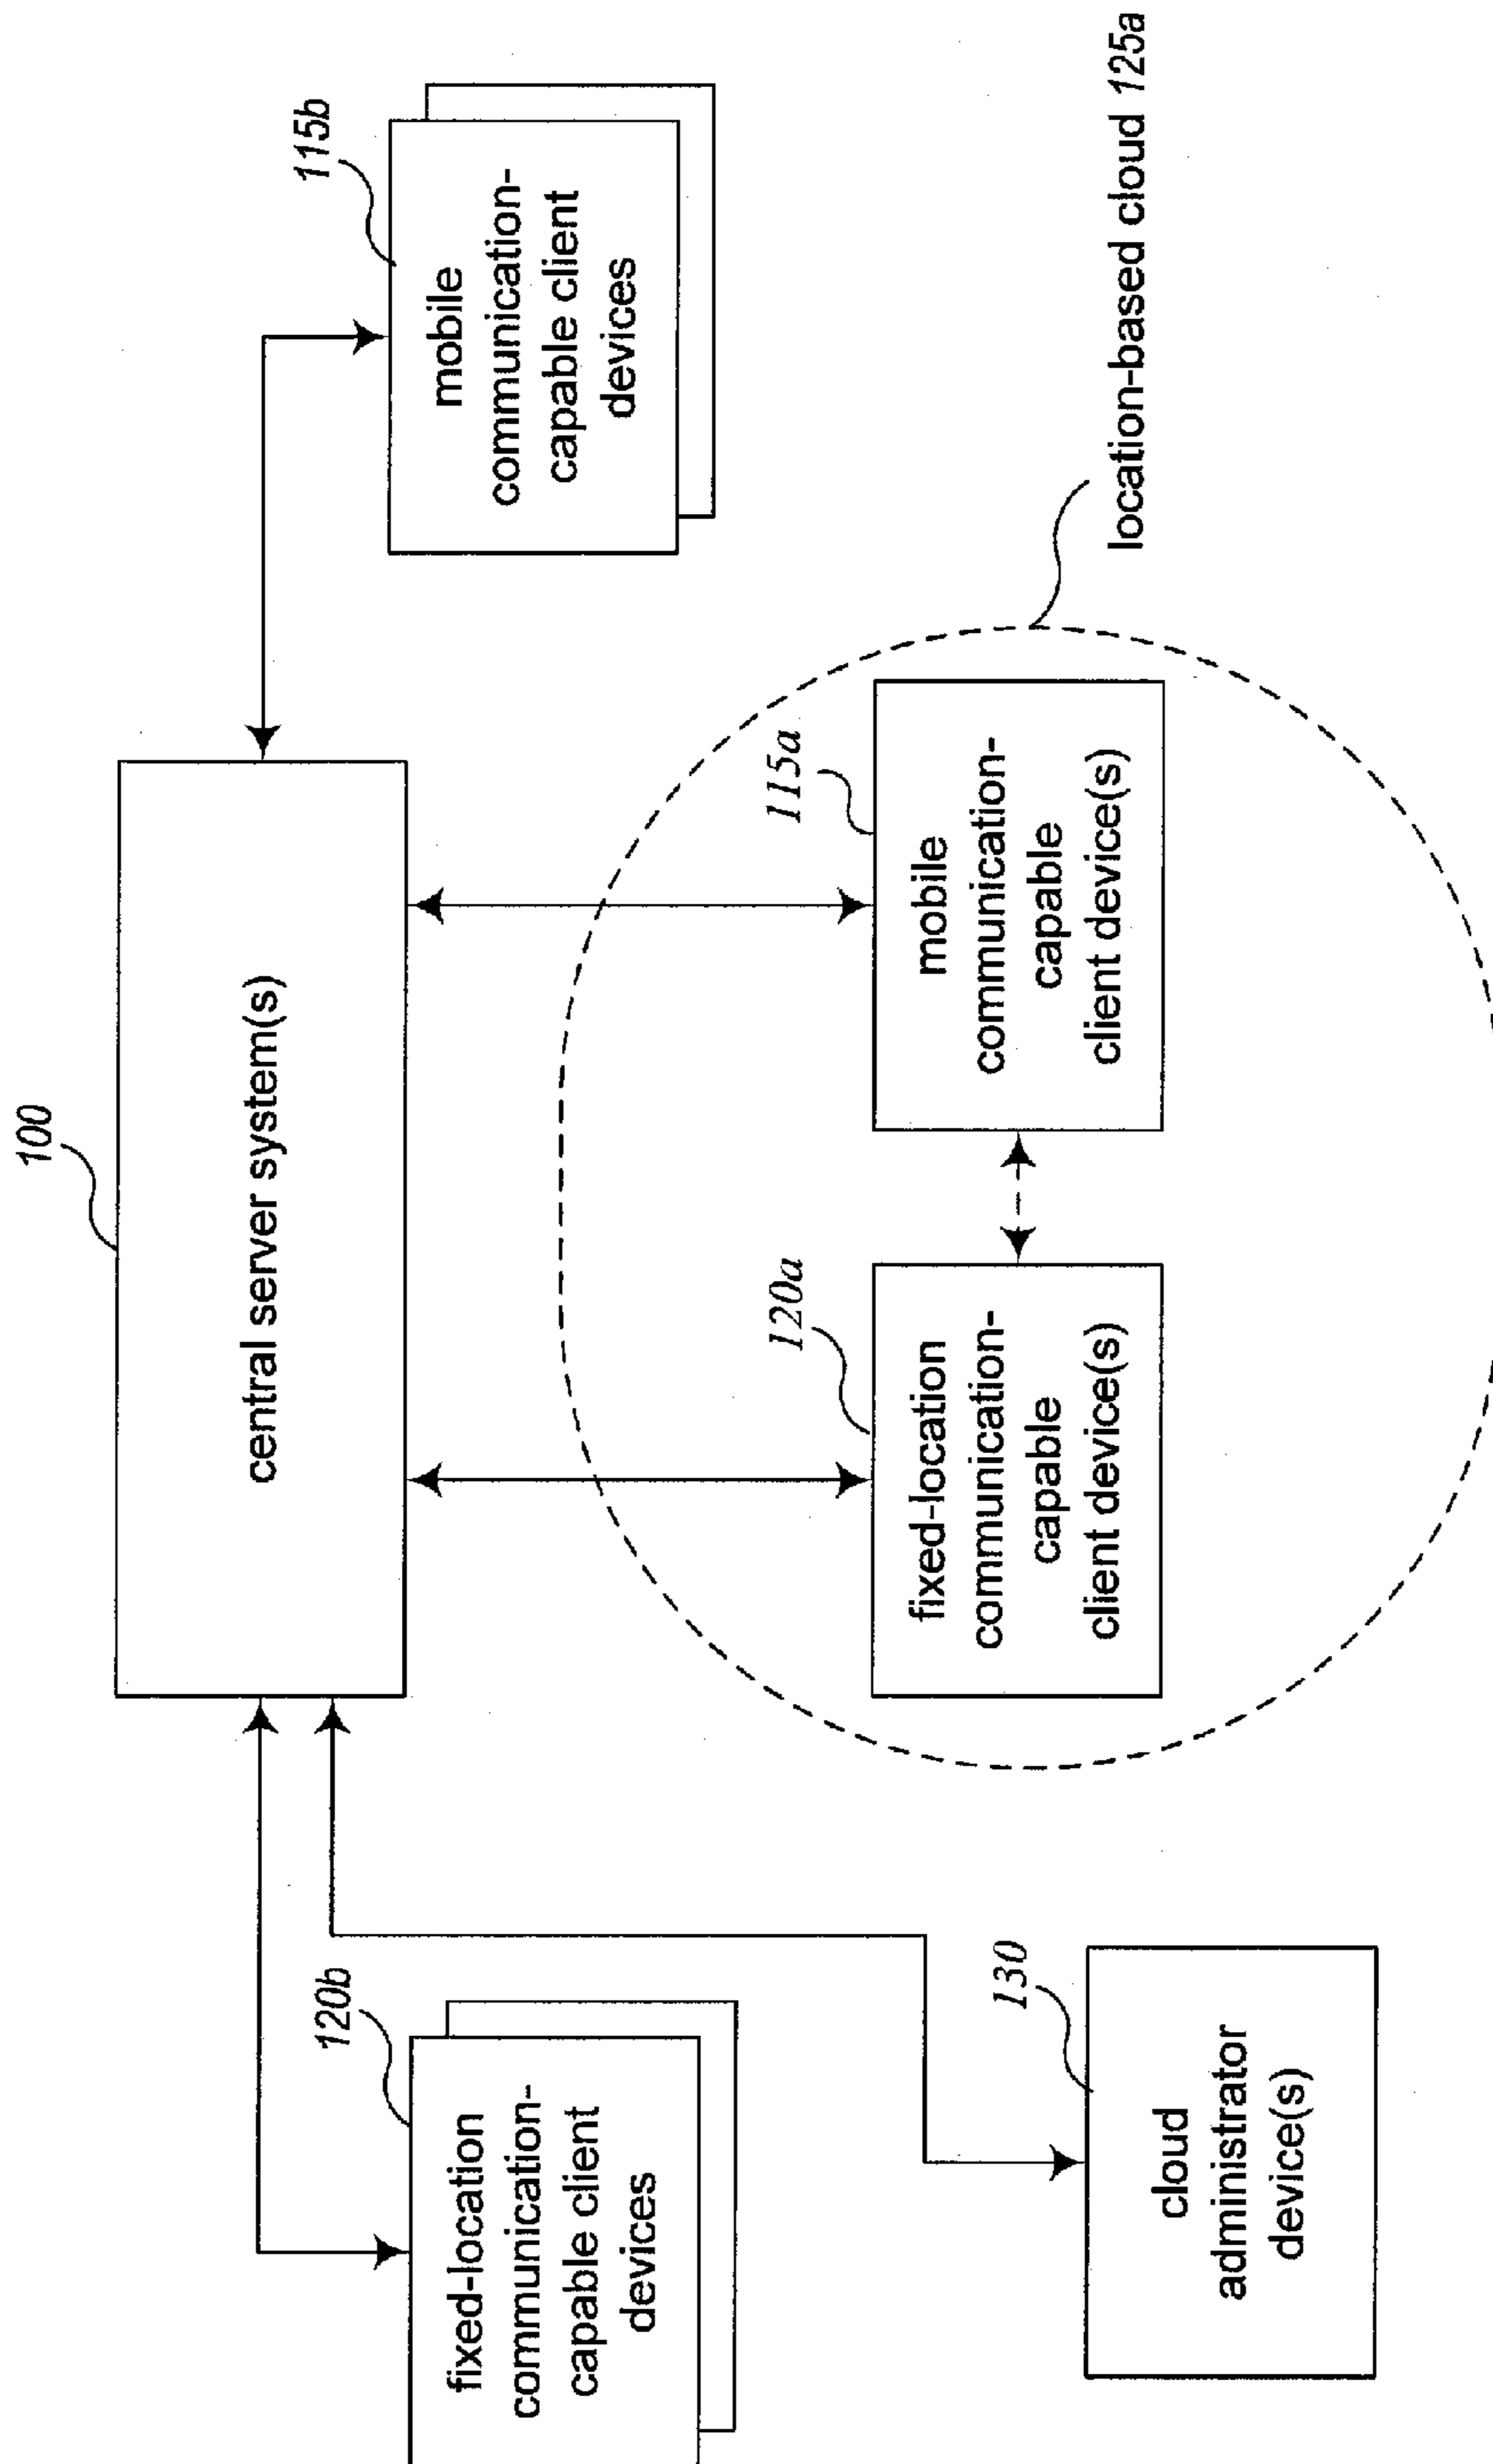 100
central server system(s)
120b
fixed-location
communication-
capable client
devices
115b
mobile
communication-
capable client
devices
120a
fixed-location
communication-
capable
client device(s)
115a
mobile
communication-
capable
client device(s)
130
cloud
administrator
device(s)
location-based cloud 125a